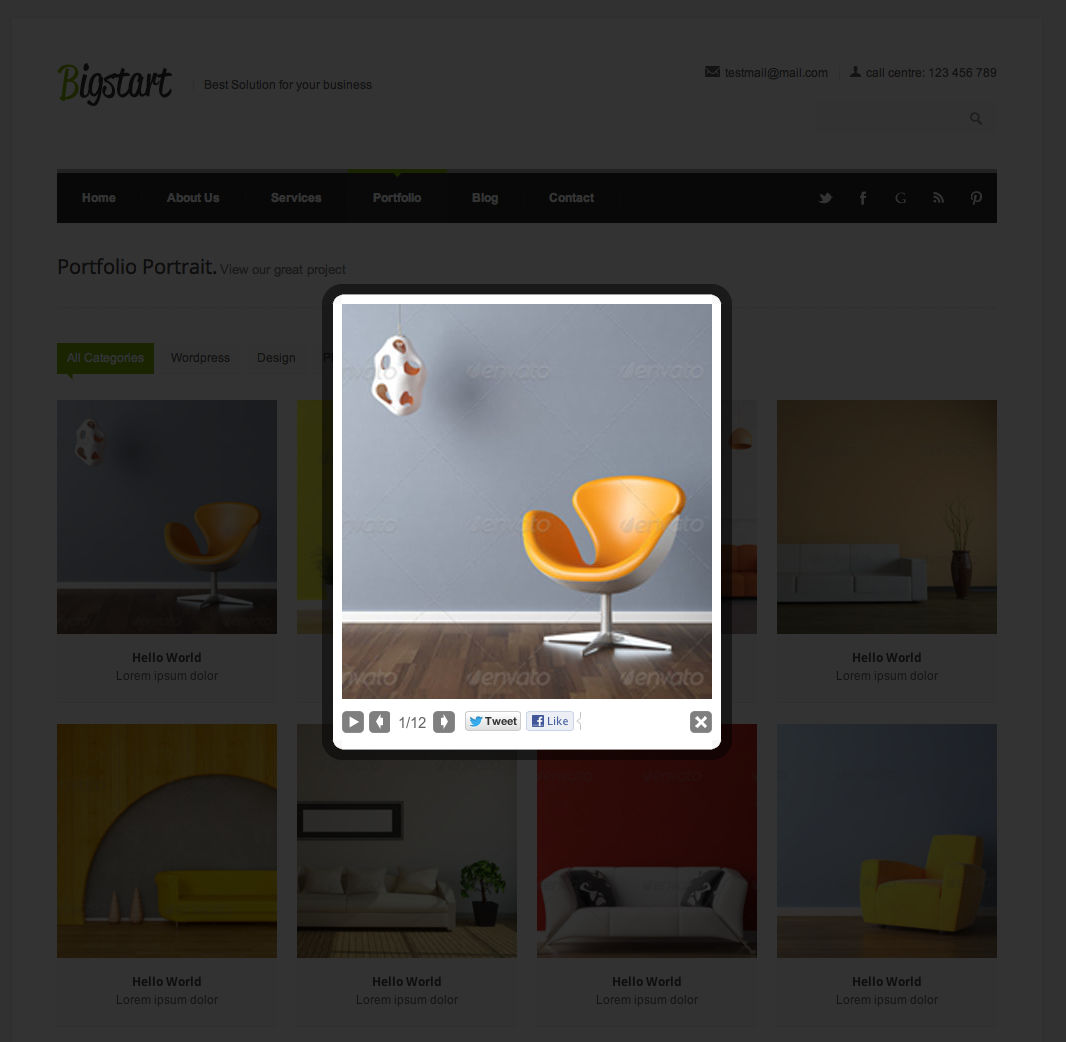 Bigstart
Best Solution for your business
testmail@mail.com
call centre: 123 456 789
Home
About Us
Services
Portfolio
Blog
Contact
Portfolio Portrait. View our great project
All Categories
Wordpress
Design
envato envato envato
envato envato envato
envato envato envato
1/12
Tweet
Like
Hello World
Lorem ipsum dolor
Hello World
Lorem ipsum dolor
Hello World
Lorem ipsum dolor
Hello World
Lorem ipsum dolor
Hello World
Lorem ipsum dolor
Hello World
Lorem ipsum dolor